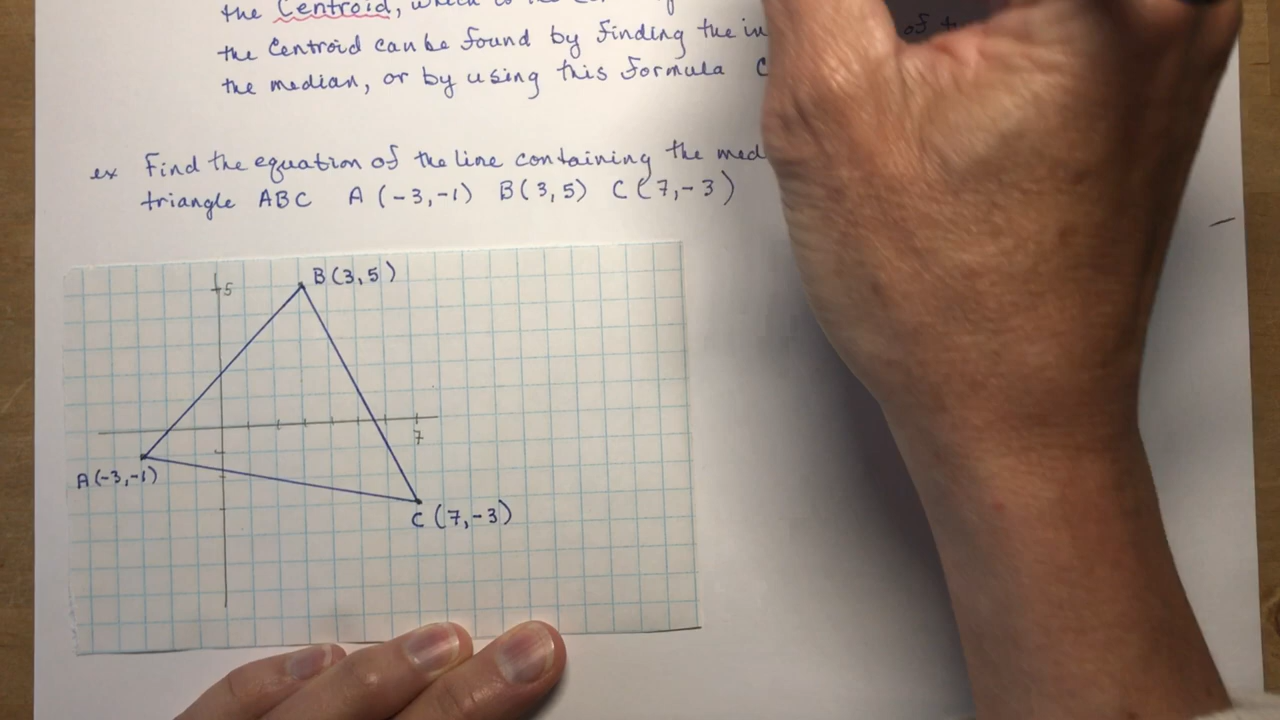 the Centroid,
the Centroid can be found by finding the in of
the median, or by using this formula C
ex Find the equation of the line containing the med
triangle ABC A (-3,-1) B(3,5) C(7,-3)
5
B(3,5)
7
A(-3,-1)
C (7,-3)